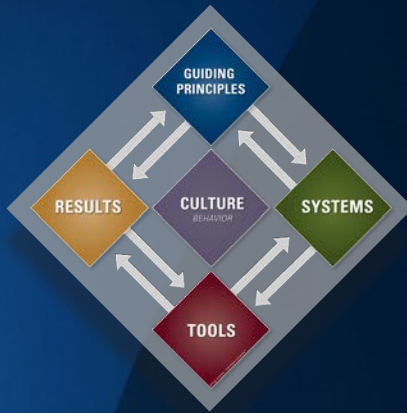 GUIDING
PRINCIPLES
RESULTS
CULTURE
BEHAVIOR
SYSTEMS
TOOLS